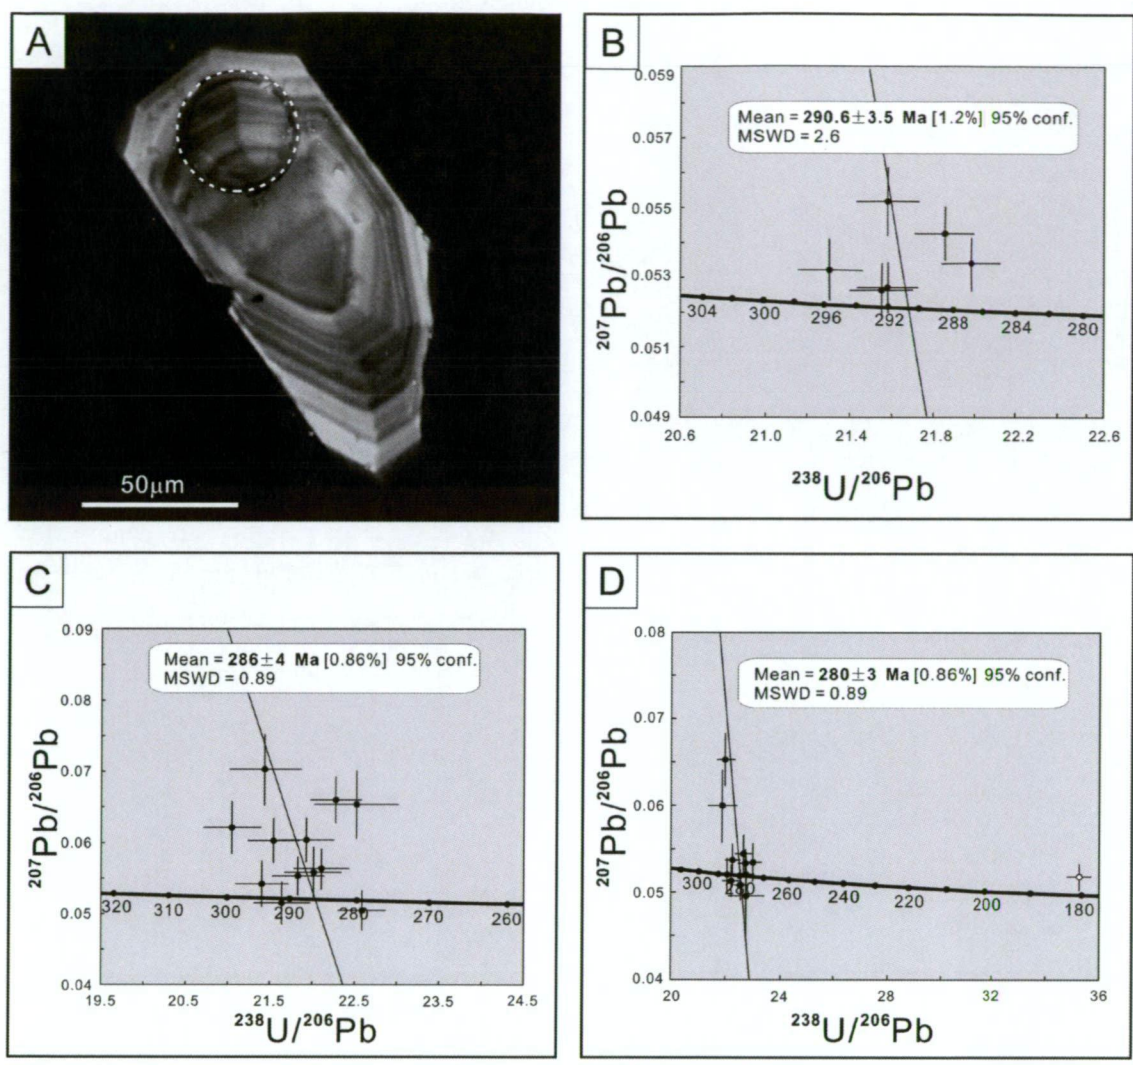 A
50μm
B
Mean = 290.6±3.5 Ma [1.2%] 95% conf.
MSWD = 2.6
0.059
0.057
0.055
0.053
0.051
0.049
207Pb/206Pb
304 300 296 292 288 284 280
20.6 21.0 21.4 21.8 22.2 22.6
238U/206Pb
C
Mean = 286±4 Ma [0.86%] 95% conf.
MSWD = 0.89
0.09
0.07
0.06
0.05
0.04
207Pb/206Pb
320 310 300 290 280 270 260
19.5 20.5 21.5 22.5 23.5 24.5
238U/206Pb
D
Mean = 280±3 Ma [0.86%] 95% conf.
MSWD = 0.89
0.08
0.07
0.06
0.05
0.04
207Pb/206Pb
300 280 260 240 220 200 180
20 24 28 32 36
238U/206Pb